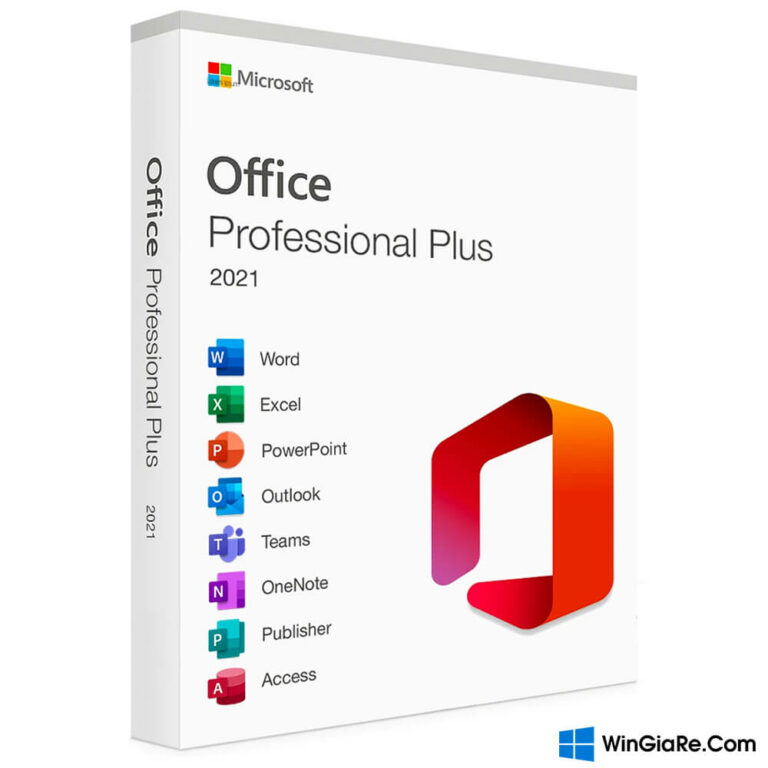 Microsoft
Office
Professional Plus
2021
W Word
X Excel
P PowerPoint
O Outlook
T Teams
N OneNote
P Publisher
A Access
Office Professional Plus 2021
WinGiaRe.Com